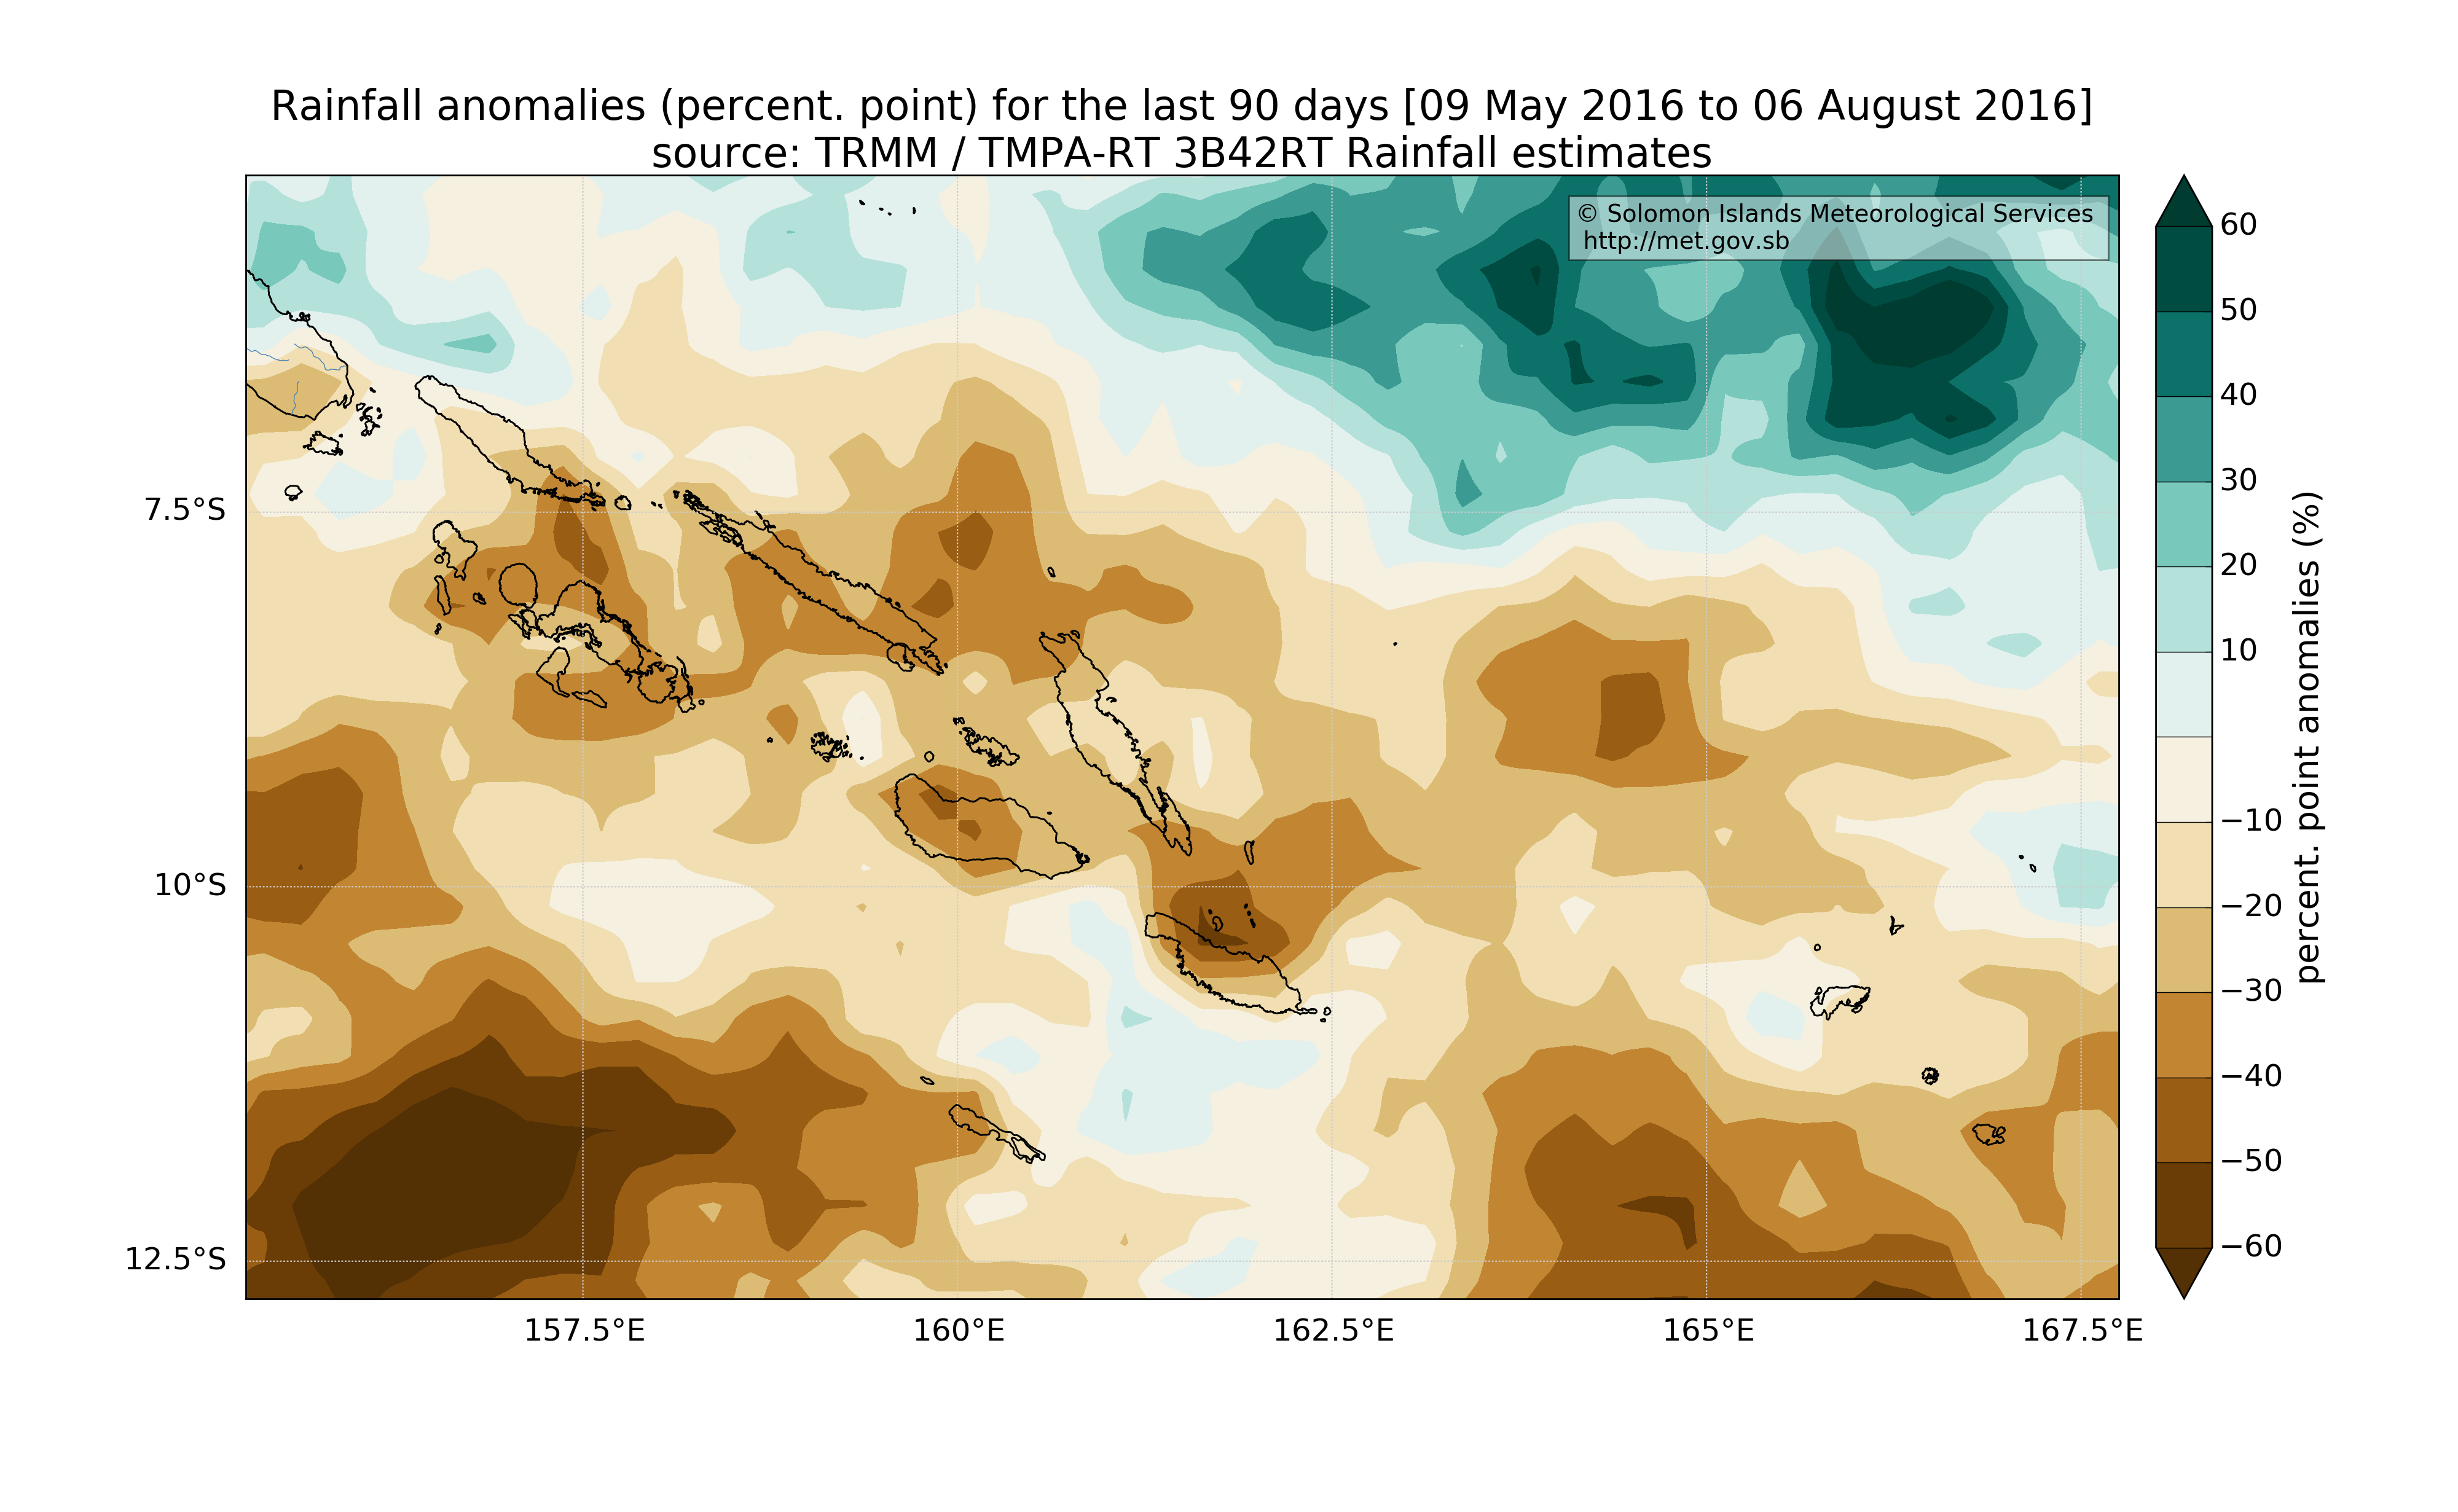 Rainfall anomalies (percent. point) for the last 90 days [09 May 2016 to 06 August 2016]
source: TRMM / TMPA-RT 3B42RT Rainfall estimates
© Solomon Islands Meteorological Services
http://met.gov.sb
7.5°S
10°S
12.5°S
157.5°E
160°E
162.5°E
165°E
167.5°E
60
50
40
30
20
10
−10
−20
−30
−40
−50
−60
percent. point anomalies (%)